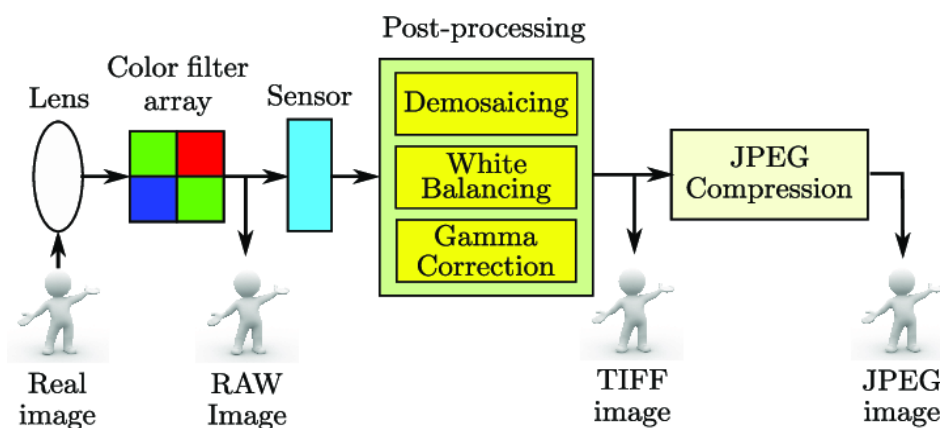 Post-processing
Lens
Color filter
array
Sensor
Demosaicing
White
Balancing
Gamma
Correction
JPEG
Compression
Real
image
RAW
Image
TIFF
image
JPEG
image